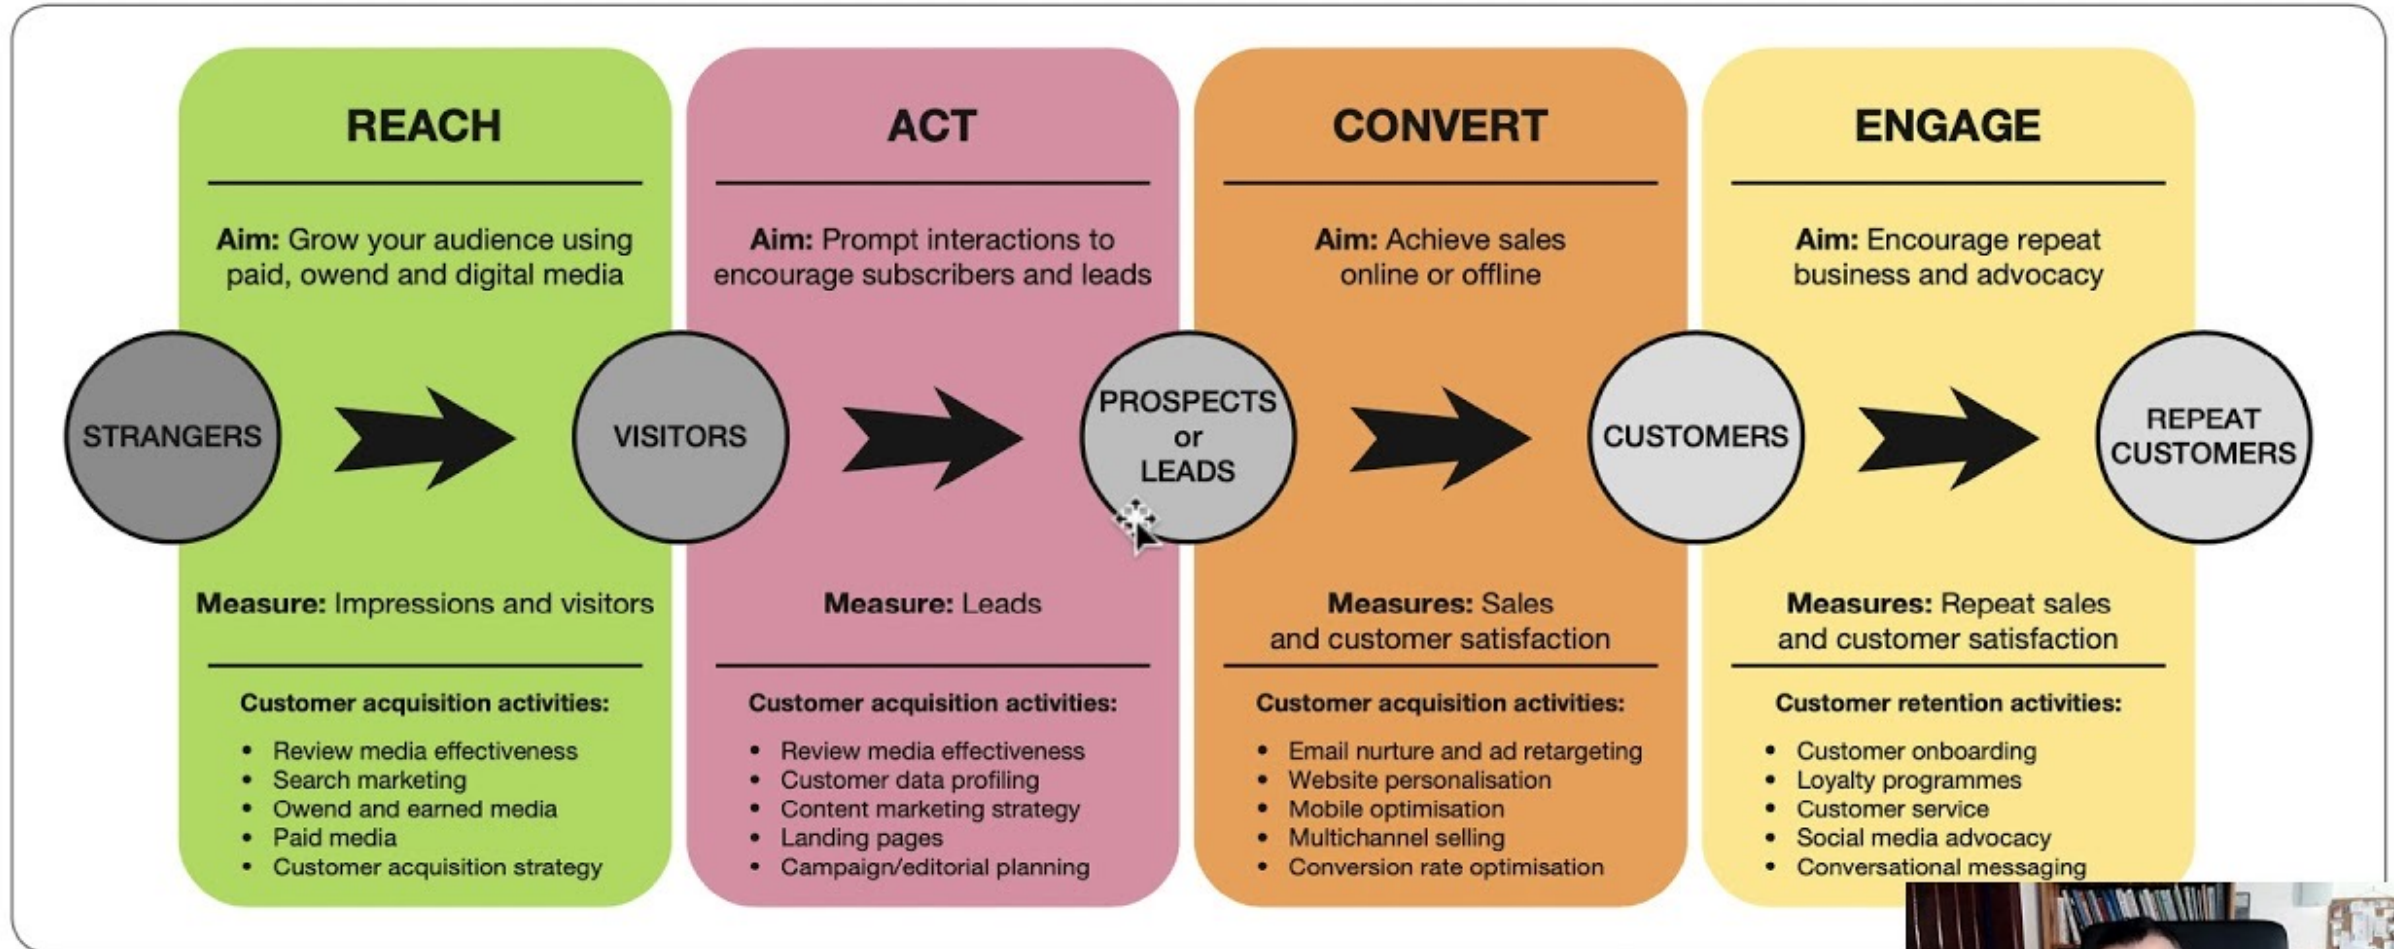 REACH
Aim: Grow your audience using
paid, owend and digital media
STRANGERS
VISITORS
Measure: Impressions and visitors
Customer acquisition activities:
• Review media effectiveness
• Search marketing
• Owend and earned media
• Paid media
• Customer acquisition strategy
ACT
Aim: Prompt interactions to
encourage subscribers and leads
PROSPECTS
or
LEADS
Measure: Leads
Customer acquisition activities:
• Review media effectiveness
• Customer data profiling
• Content marketing strategy
• Landing pages
• Campaign/editorial planning
CONVERT
Aim: Achieve sales
online or offline
CUSTOMERS
Measures: Sales
and customer satisfaction
Customer acquisition activities:
• Email nurture and ad retargeting
• Website personalisation
• Mobile optimisation
• Multichannel selling
• Conversion rate optimisation
ENGAGE
Aim: Encourage repeat
business and advocacy
REPEAT
CUSTOMERS
Measures: Repeat sales
and customer satisfaction
Customer retention activities:
• Customer onboarding
• Loyalty programmes
• Customer service
• Social media advocacy
• Conversational messaging